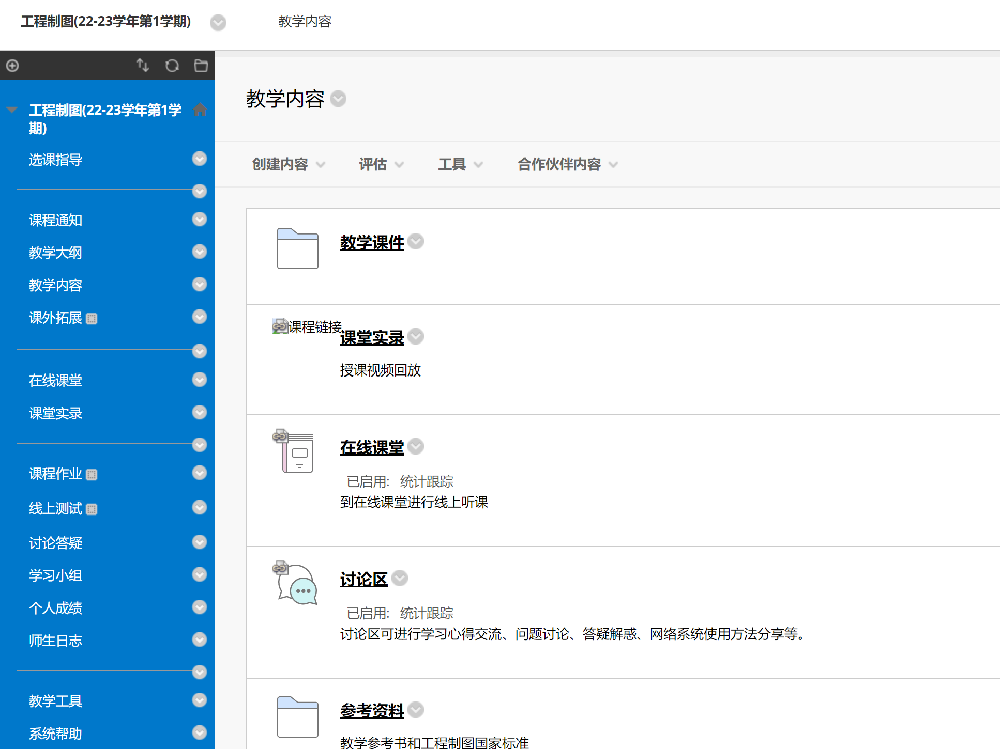 工程制图(22-23学年第1学期)
教学内容
工程制图(22-23学年第1学
期)
选课指导
课程通知
教学大纲
教学内容
课外拓展
在线课堂
课堂实录
课程作业
线上测试
讨论答疑
学习小组
个人成绩
师生日志
教学工具
系统帮助
教学内容
创建内容
评估
工具
合作伙伴内容
教学课件
课程链接
课堂实录
授课视频回放
在线课堂
已启用: 统计跟踪
到在线课堂进行线上听课
讨论区
已启用: 统计跟踪
讨论区可进行学习心得交流、问题讨论、答疑解惑、网络系统使用方法分享等。
参考资料
教学参考书和工程制图国家标准